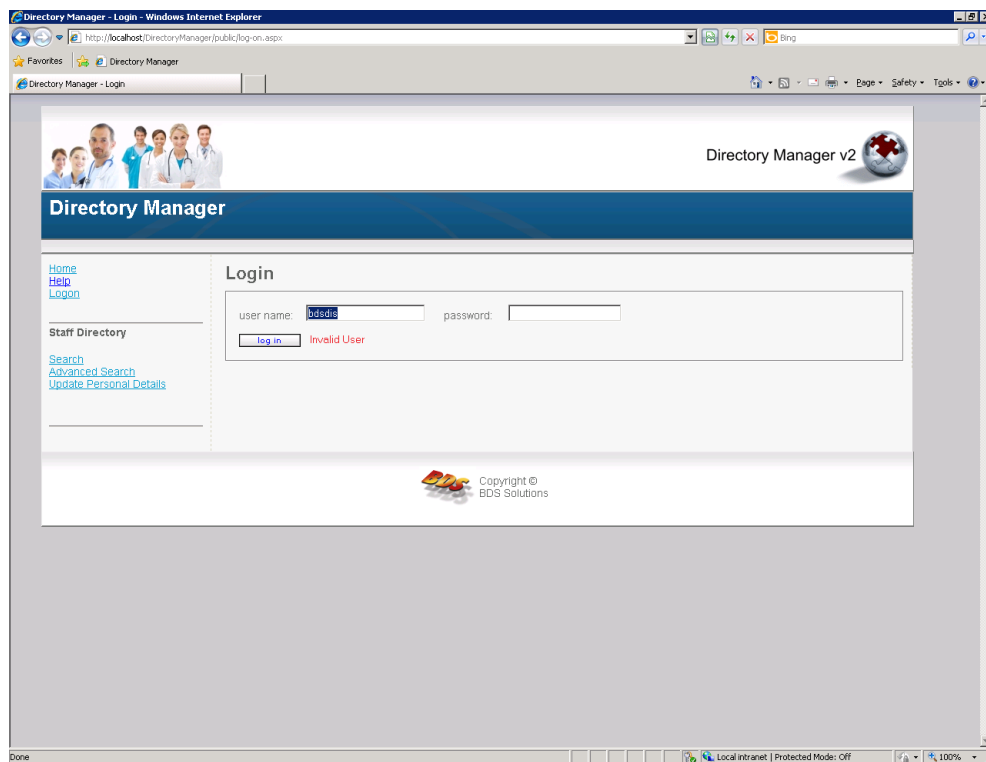 Directory Manager - Login - Windows Internet Explorer
http://localhost/DirectoryManager/public/log-on.aspx
Bing
Favorites
Directory Manager
Directory Manager - Login
Page
Safety
Tools
Directory Manager v2
Directory Manager
Home
Help
Logon
Staff Directory
Search
Advanced Search
Update Personal Details
Login
user name: bdsdis password:
log in Invalid User
BDS
Copyright ©
BDS Solutions
Done
Local intranet | Protected Mode: Off
100%